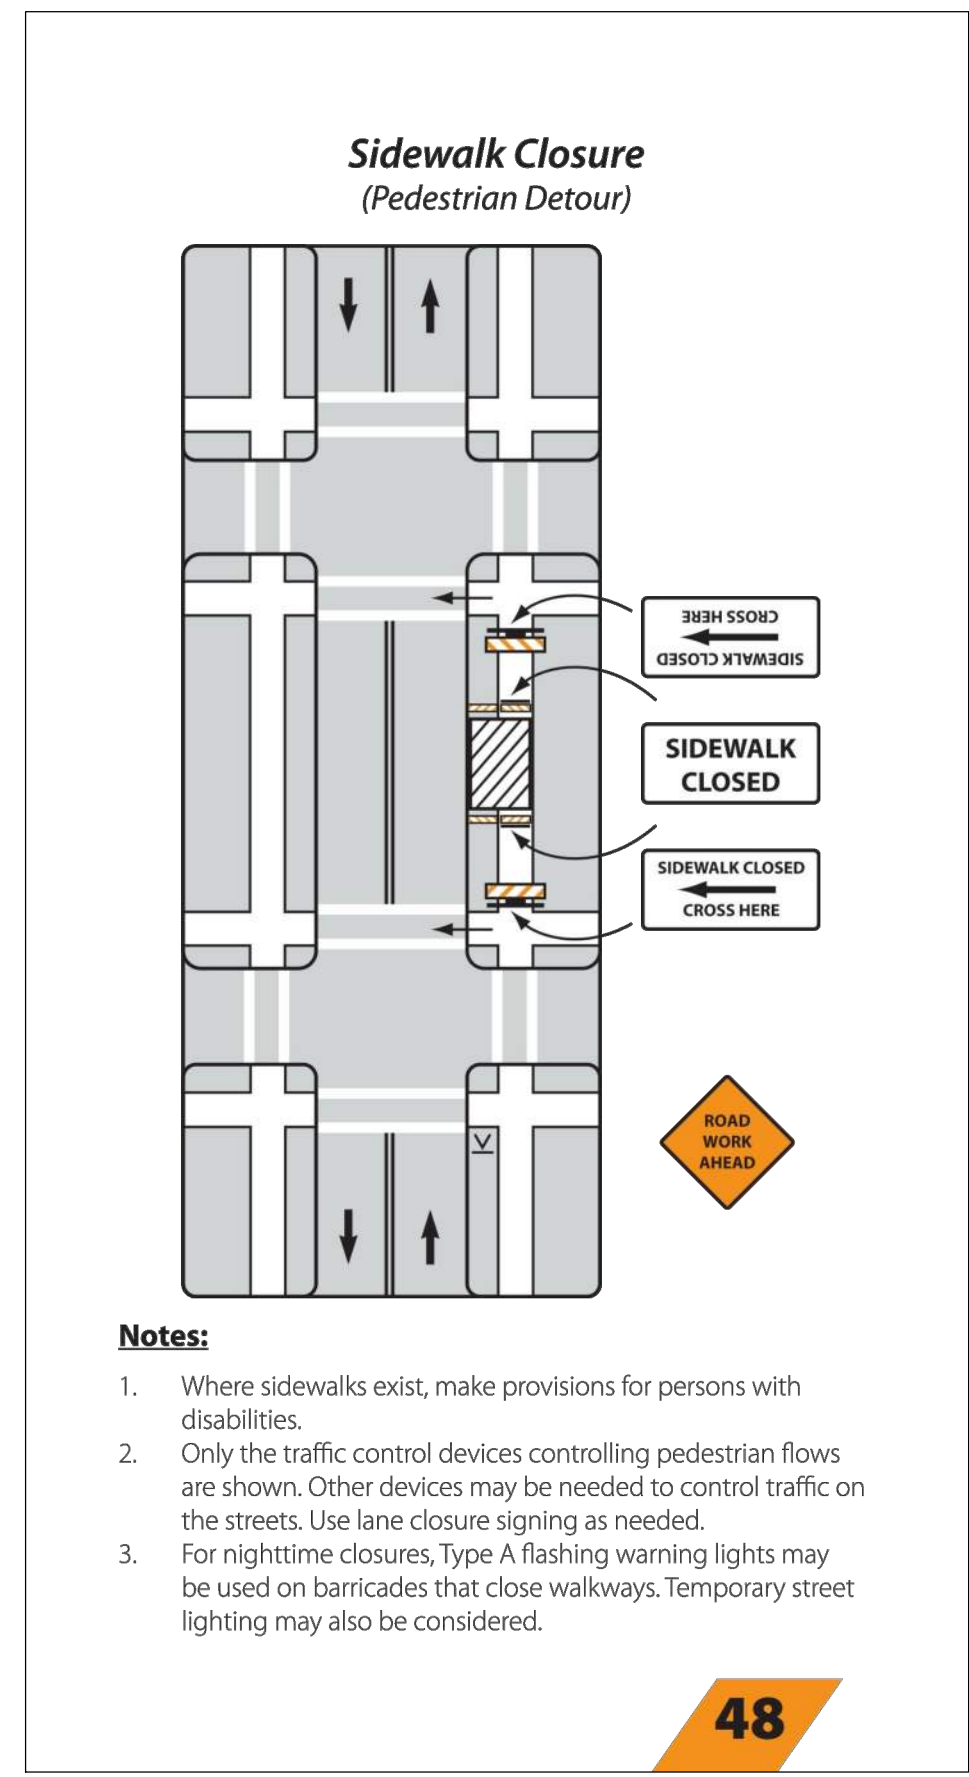 Sidewalk Closure
(Pedestrian Detour)
SIDEWALK CLOSED
CROSS HERE
SIDEWALK
CLOSED
SIDEWALK CLOSED
CROSS HERE
ROAD
WORK
AHEAD
Notes:
1. Where sidewalks exist, make provisions for persons with
disabilities.
2. Only the traffic control devices controlling pedestrian flows
are shown. Other devices may be needed to control traffic on
the streets. Use lane closure signing as needed.
3. For nighttime closures, Type A flashing warning lights may
be used on barricades that close walkways. Temporary street
lighting may also be considered.
48